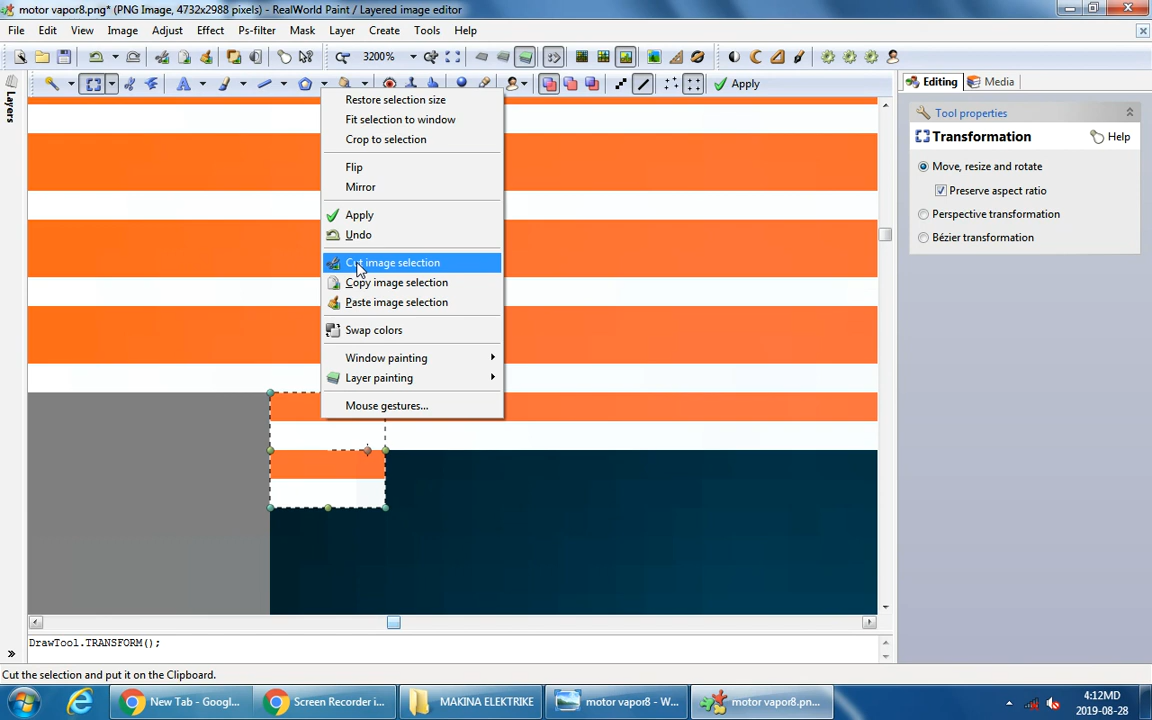 motor vapor8.png* (PNG Image, 4732x2988 pixels) - RealWorld Paint / Layered image editor
File Edit View Image Adjust Effect Ps-filter Mask Layer Create Tools Help
3200%
Apply
Layers
Editing Media
Tool properties
Transformation Help
Move, resize and rotate
Preserve aspect ratio
Perspective transformation
Bézier transformation
Restore selection size
Fit selection to window
Crop to selection
Flip
Mirror
Apply
Undo
Cut image selection
Copy image selection
Paste image selection
Swap colors
Window painting
Layer painting
Mouse gestures...
DrawTool.TRANSFORM();
Cut the selection and put it on the Clipboard.
New Tab - Googl... Screen Recorder i... MAKINA ELEKTRIKE motor vapor8 - W... motor vapor8.pn...
4:12MD
2019-08-28